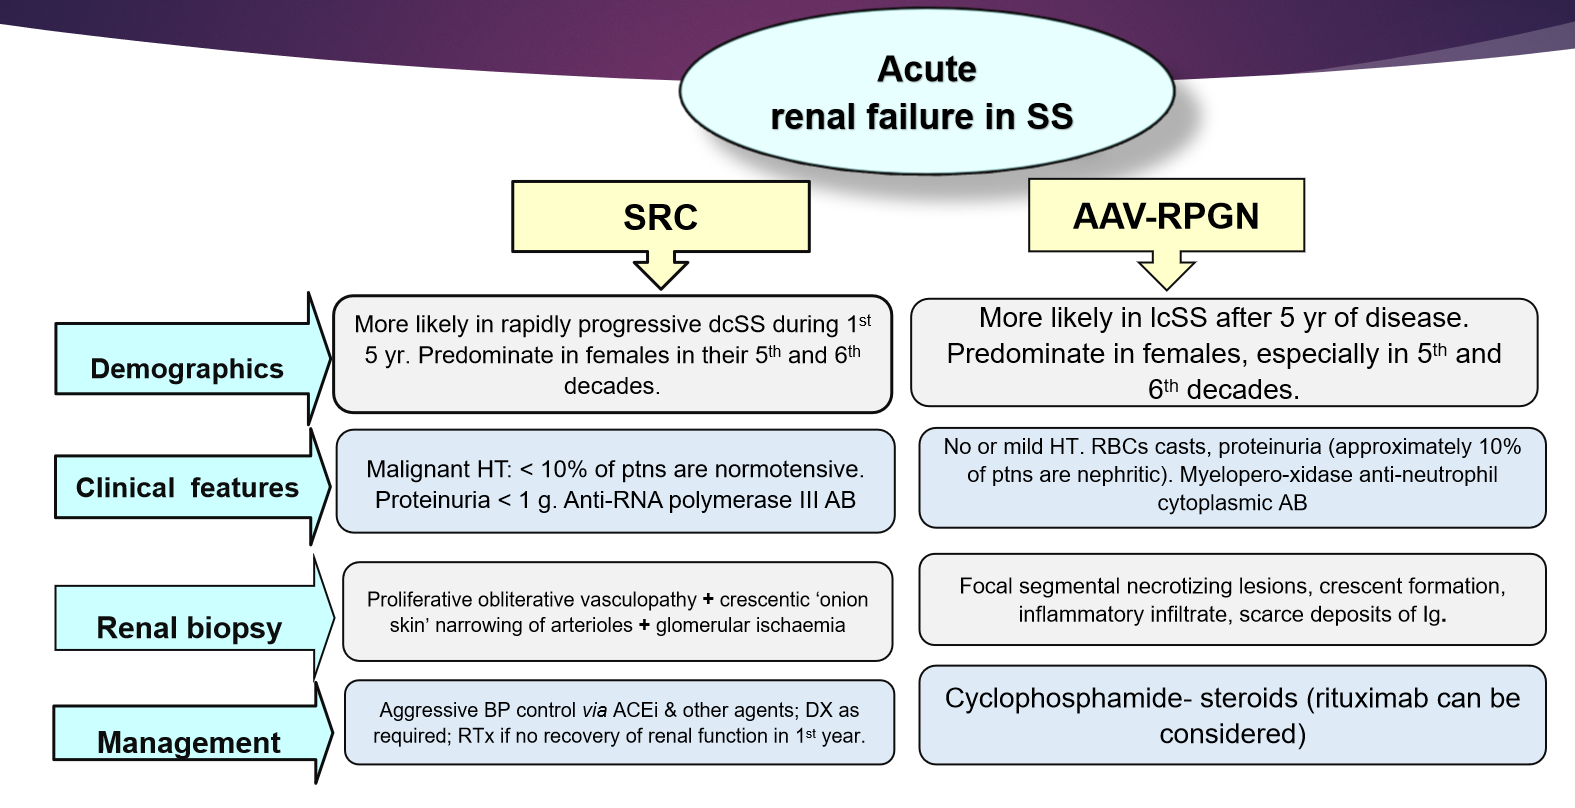 Acute
renal failure in SS
SRC
AAV-RPGN
Demographics
More likely in rapidly progressive dcSS during 1st
5 yr. Predominate in females in their 5th and 6th
decades.
More likely in lcSS after 5 yr of disease.
Predominate in females, especially in 5th and
6th decades.
Clinical features
Malignant HT: < 10% of ptns are normotensive.
Proteinuria < 1 g. Anti-RNA polymerase III AB
No or mild HT. RBCs casts, proteinuria (approximately 10%
of ptns are nephritic). Myelopero-xidase anti-neutrophil
cytoplasmic AB
Renal biopsy
Proliferative obliterative vasculopathy + crescentic ‘onion
skin’ narrowing of arterioles + glomerular ischaemia
Focal segmental necrotizing lesions, crescent formation,
inflammatory infiltrate, scarce deposits of Ig.
Management
Aggressive BP control via ACEi & other agents; DX as
required; RTx if no recovery of renal function in 1st year.
Cyclophosphamide- steroids (rituximab can be
considered)